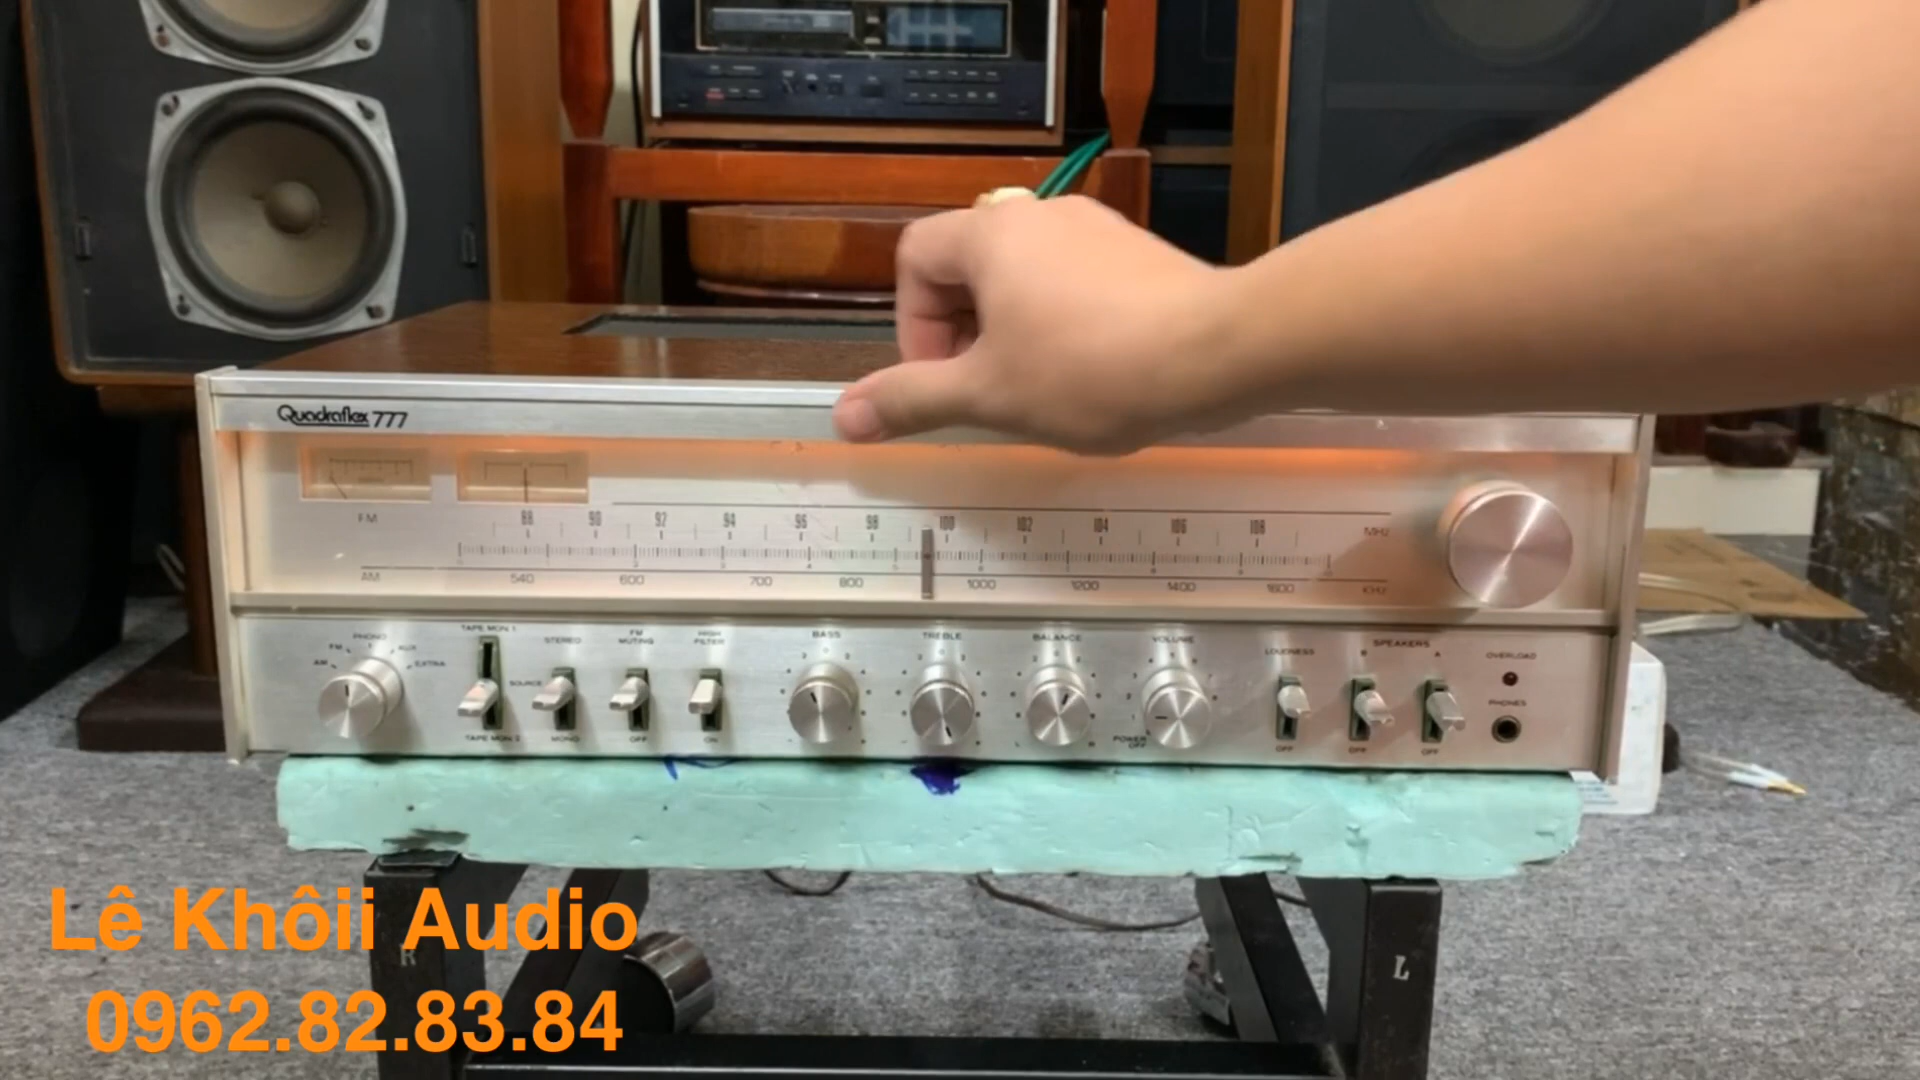 Quadraflex 777
FM 88 90 92 94 96 98 100 102 104 106 108 MHz
AM 540 600 700 800 1000 1200 1400 1600 KHz
TAPE MON. 1
STEREO
FM MUTING
HIGH FILTER
BASS
TREBLE
BALANCE
VOLUME
LOUDNESS
SPEAKERS
B A
OVERLOAD
PHONES
AM FM PHONO AUX EXTRA
SOURCE
TAPE MON. 2
MONO
OFF
ON
POWER OFF
OFF
OFF
OFF
R
L
Lê Khôii Audio
0962.82.83.84